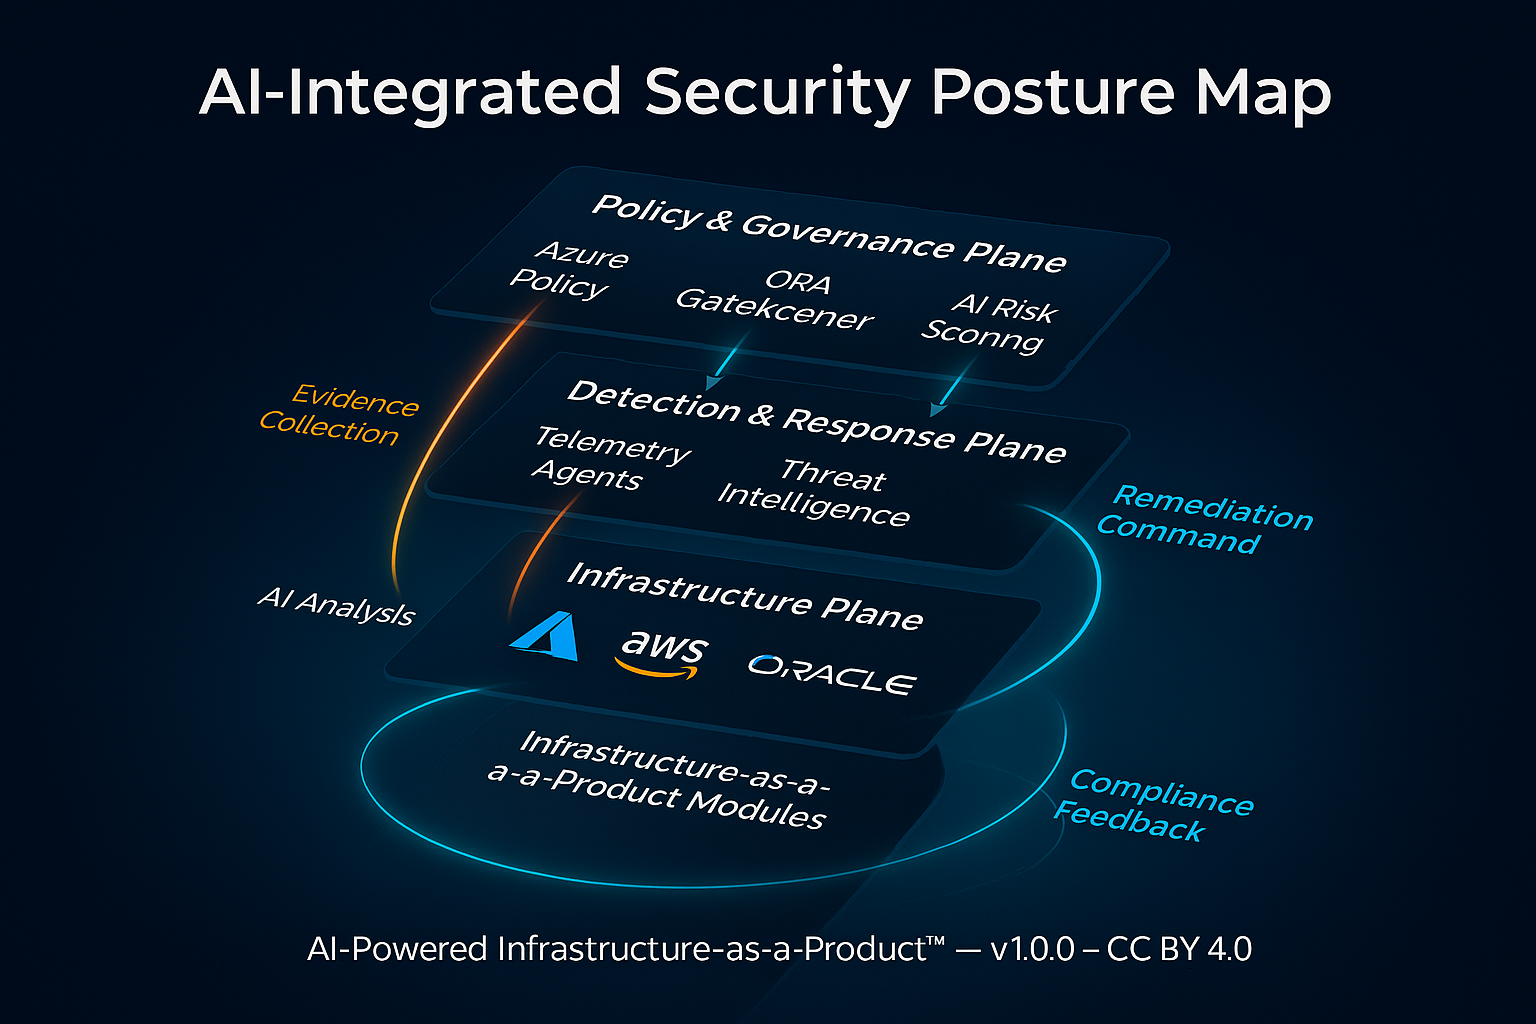 AI-Integrated Security Posture Map
Policy & Governance Plane
Azure
Policy
ORA
Gatekcener
AI Risk
Sconng
Evidence
Collection
Detection & Response Plane
Telemetry
Agents
Threat
Intelligence
Remediation
Command
AI Analysls
Infrastructure Plane
aws
ORACLE
Infrastructure-as-a-
a-a-Product Modules
Compliance
Feedback
AI-Powered Infrastructure-as-a-Product™ — v1.0.0 – CC BY 4.0